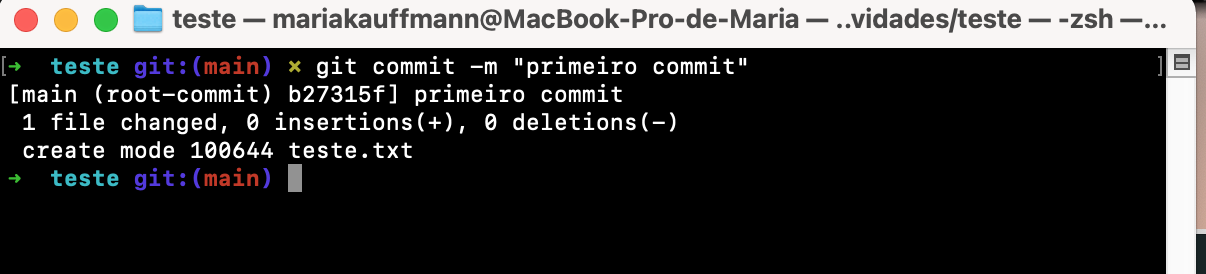 teste — mariakauffmann@MacBook-Pro-de-Maria — ..vidades/teste — -zsh —...
[➜  teste git:(main) ✗ git commit -m "primeiro commit" ]
[main (root-commit) b27315f] primeiro commit
 1 file changed, 0 insertions(+), 0 deletions(-)
 create mode 100644 teste.txt
➜  teste git:(main)